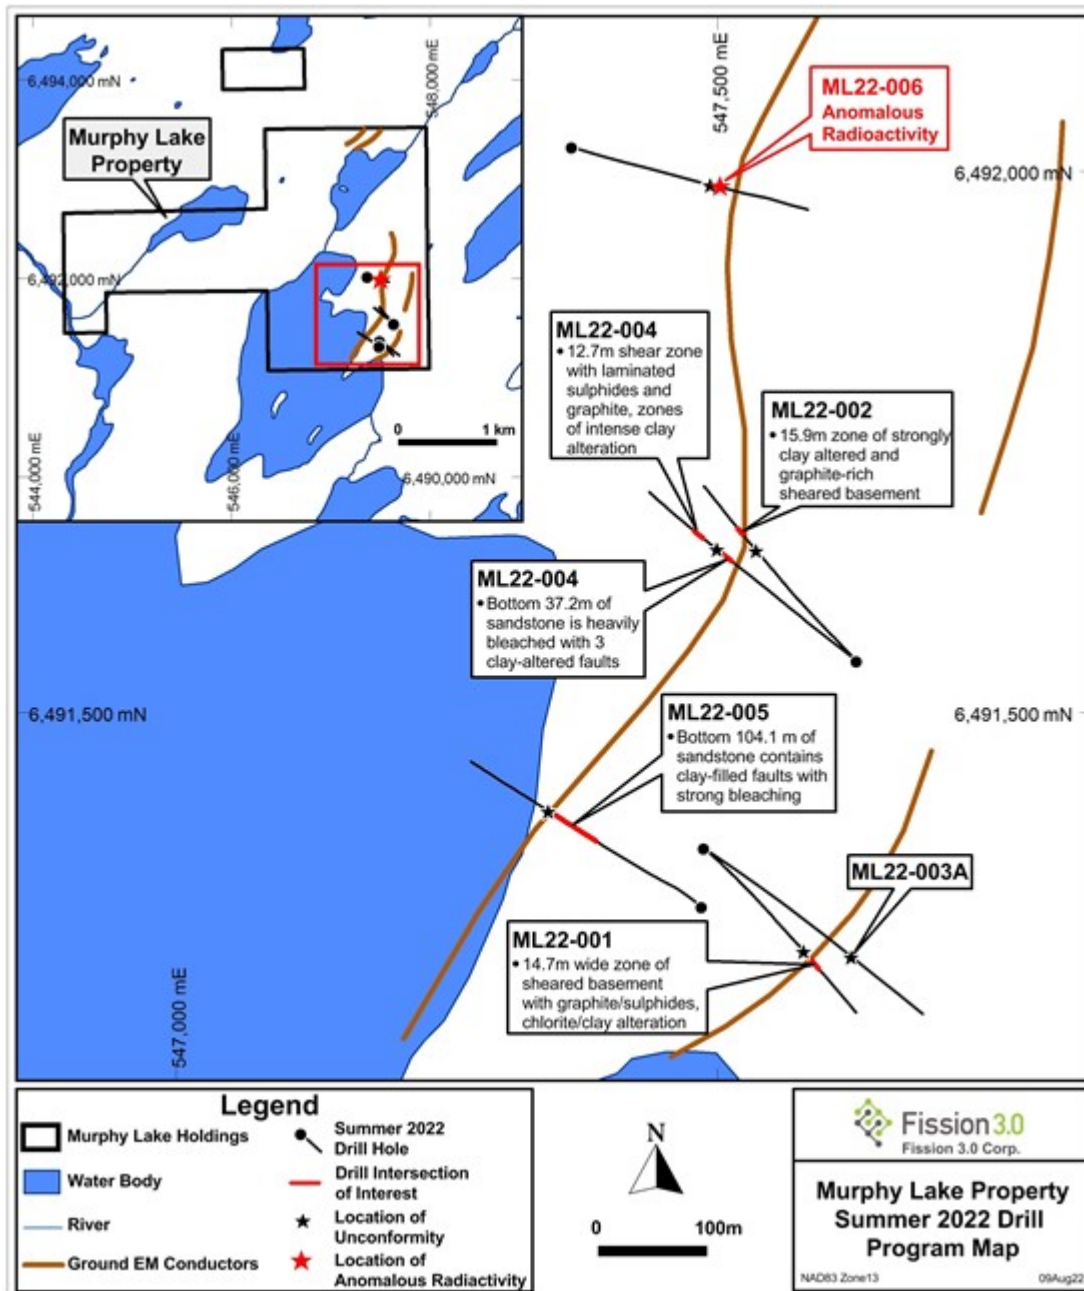 6,494,000 mN
548,000 mE
Murphy Lake
Property
6,492,000 mN
0 1 km
544,000 mE
546,000 mE
6,490,000 mN
547,500 mE
ML22-006
Anomalous
Radioactivity
6,492,000 mN
ML22-004
• 12.7m shear zone
with laminated
sulphides and
graphite, zones
of intense clay
alteration
ML22-002
• 15.9m zone of strongly
clay altered and
graphite-rich
sheared basement
ML22-004
• Bottom 37.2m of
sandstone is heavily
bleached with 3
clay-altered faults
6,491,500 mN
6,491,500 mN
ML22-005
• Bottom 104.1 m of
sandstone contains
clay-filled faults with
strong bleaching
ML22-003A
ML22-001
• 14.7m wide zone of
sheared basement
with graphite/sulphides,
chlorite/clay alteration
547,000 mE
Legend
Murphy Lake Holdings
Water Body
River
Ground EM Conductors
Summer 2022
Drill Hole
Drill Intersection
of Interest
Location of
Unconformity
Location of
Anomalous Radiactivity
N
0 100m
Fission 3.0
Fission 3.0 Corp.
Murphy Lake Property
Summer 2022 Drill
Program Map
NAD83 Zone13
09Aug22